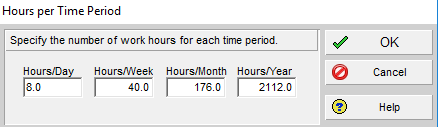 Hours per Time Period
Specify the number of work hours for each time period.
OK
Hours/Day Hours/Week Hours/Month Hours/Year
8.0 40.0 176.0 2112.0
Cancel
Help